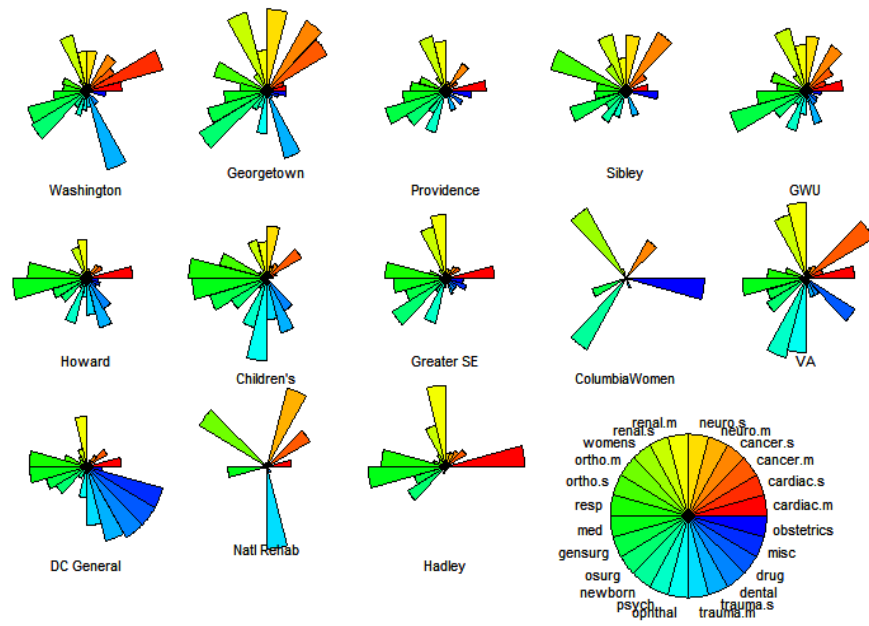 Washington
Georgetown
Providence
Sibley
GWU
Howard
Children's
Greater SE
ColumbiaWomen
VA
DC General
Natl Rehab
Hadley
renal.m
neuro.s
renal.s
neuro.m
womens
cancer.s
ortho.m
cancer.m
ortho.s
cardiac.s
resp
cardiac.m
med
obstetrics
gensurg
misc
osurg
drug
newborn
dental
psych
trauma.s
ophthal
trauma.m